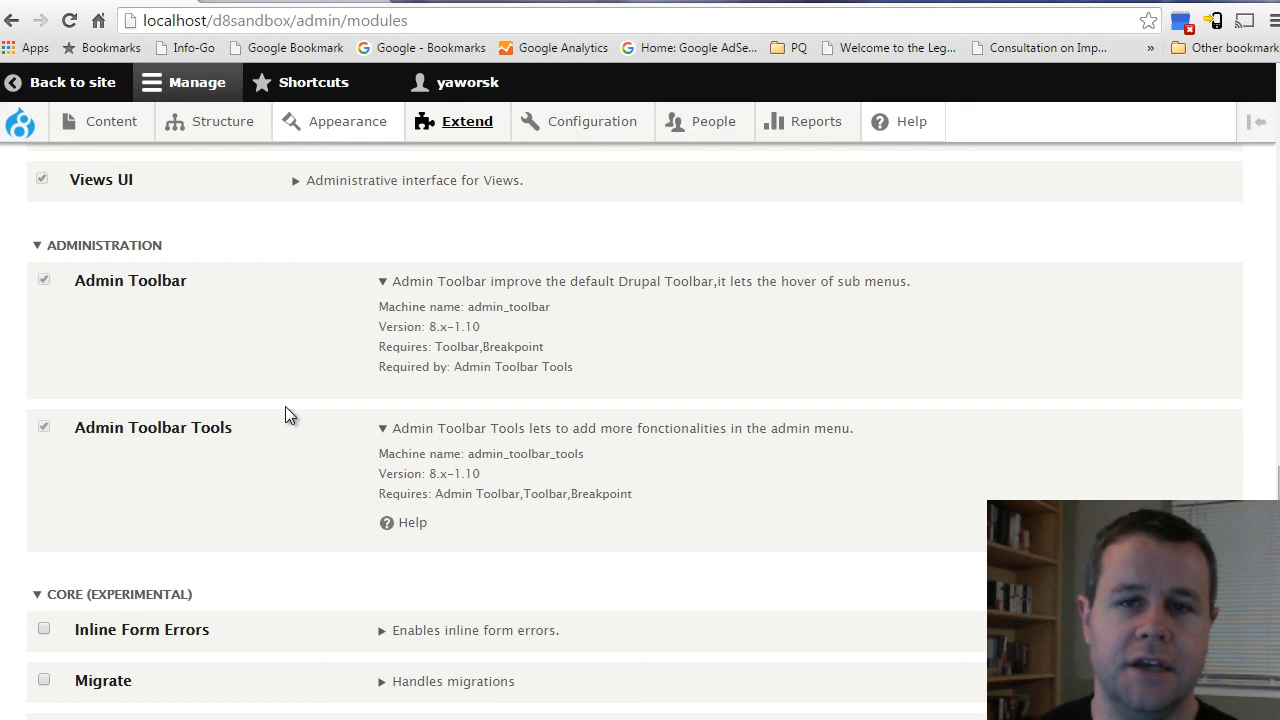 localhost/d8sandbox/admin/modules
Apps Bookmarks Info-Go Google Bookmark Google - Bookma Google Analytics Home: Google AdSe... PQ Welcome to the Leg... Consultation on Imp... » Other bookmark
Back to site Manage Shortcuts yaworsk
Content Structure Appearance Extend Configuration People Reports Help
Views UI Administrative interface for Views.
ADMINISTRATION
Admin Toolbar Admin Toolbar improve the default Drupal Toolbar,it lets the hover of sub menus.
Machine name: admin_toolbar
Version: 8.x-1.10
Requires: Toolbar,Breakpoint
Required by: Admin Toolbar Tools
Admin Toolbar Tools Admin Toolbar Tools lets to add more fonctionalities in the admin menu.
Machine name: admin_toolbar_tools
Version: 8.x-1.10
Requires: Admin Toolbar,Toolbar,Breakpoint
Help
CORE (EXPERIMENTAL)
Inline Form Errors Enables inline form errors.
Migrate Handles migrations